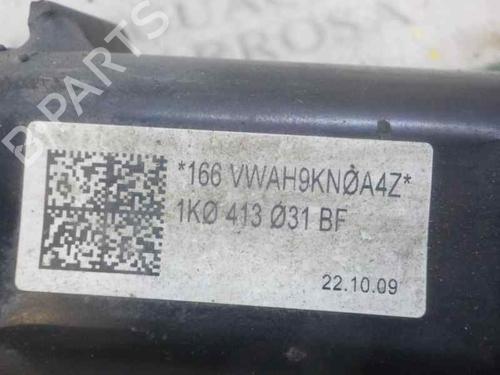 *166 VWAH9KNØA4Z*
1KØ 413 Ø31 BF
22.10.09
B-PARTS